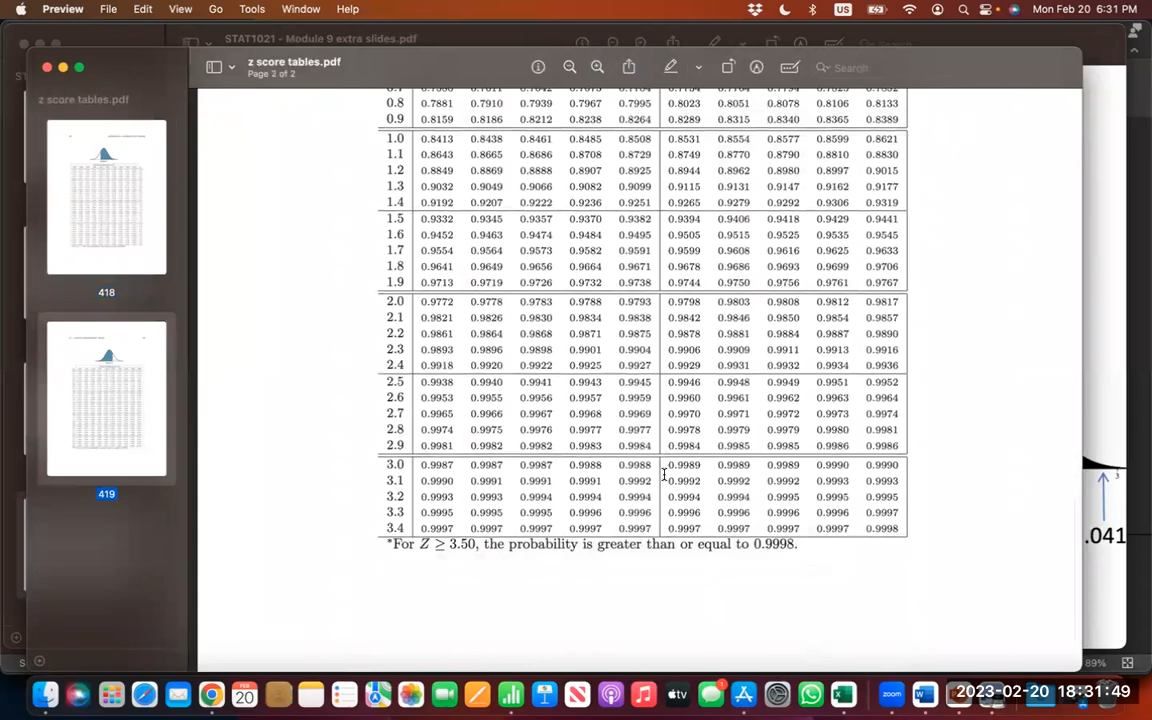 Preview File Edit View Go Tools Window Help US Mon Feb 20 6:31 PM
STAT1021 - Module 9 extra slides.pdf
z score tables.pdf
Page 2 of 2
Search
z score tables.pdf
418
419
0.8 0.7881 0.7910 0.7939 0.7967 0.7995 0.8023 0.8051 0.8078 0.8106 0.8133
0.9 0.8159 0.8186 0.8212 0.8238 0.8264 0.8289 0.8315 0.8340 0.8365 0.8389
1.0 0.8413 0.8438 0.8461 0.8485 0.8508 0.8531 0.8554 0.8577 0.8599 0.8621
1.1 0.8643 0.8665 0.8686 0.8708 0.8729 0.8749 0.8770 0.8790 0.8810 0.8830
1.2 0.8849 0.8869 0.8888 0.8907 0.8925 0.8944 0.8962 0.8980 0.8997 0.9015
1.3 0.9032 0.9049 0.9066 0.9082 0.9099 0.9115 0.9131 0.9147 0.9162 0.9177
1.4 0.9192 0.9207 0.9222 0.9236 0.9251 0.9265 0.9279 0.9292 0.9306 0.9319
1.5 0.9332 0.9345 0.9357 0.9370 0.9382 0.9394 0.9406 0.9418 0.9429 0.9441
1.6 0.9452 0.9463 0.9474 0.9484 0.9495 0.9505 0.9515 0.9525 0.9535 0.9545
1.7 0.9554 0.9564 0.9573 0.9582 0.9591 0.9599 0.9608 0.9616 0.9625 0.9633
1.8 0.9641 0.9649 0.9656 0.9664 0.9671 0.9678 0.9686 0.9693 0.9699 0.9706
1.9 0.9713 0.9719 0.9726 0.9732 0.9738 0.9744 0.9750 0.9756 0.9761 0.9767
2.0 0.9772 0.9778 0.9783 0.9788 0.9793 0.9798 0.9803 0.9808 0.9812 0.9817
2.1 0.9821 0.9826 0.9830 0.9834 0.9838 0.9842 0.9846 0.9850 0.9854 0.9857
2.2 0.9861 0.9864 0.9868 0.9871 0.9875 0.9878 0.9881 0.9884 0.9887 0.9890
2.3 0.9893 0.9896 0.9898 0.9901 0.9904 0.9906 0.9909 0.9911 0.9913 0.9916
2.4 0.9918 0.9920 0.9922 0.9925 0.9927 0.9929 0.9931 0.9932 0.9934 0.9936
2.5 0.9938 0.9940 0.9941 0.9943 0.9945 0.9946 0.9948 0.9949 0.9951 0.9952
2.6 0.9953 0.9955 0.9956 0.9957 0.9959 0.9960 0.9961 0.9962 0.9963 0.9964
2.7 0.9965 0.9966 0.9967 0.9968 0.9969 0.9970 0.9971 0.9972 0.9973 0.9974
2.8 0.9974 0.9975 0.9976 0.9977 0.9977 0.9978 0.9979 0.9979 0.9980 0.9981
2.9 0.9981 0.9982 0.9982 0.9983 0.9984 0.9984 0.9985 0.9985 0.9986 0.9986
3.0 0.9987 0.9987 0.9987 0.9988 0.9988 0.9989 0.9989 0.9989 0.9990 0.9990
3.1 0.9990 0.9991 0.9991 0.9991 0.9992 0.9992 0.9992 0.9992 0.9993 0.9993
3.2 0.9993 0.9993 0.9994 0.9994 0.9994 0.9994 0.9994 0.9995 0.9995 0.9995
3.3 0.9995 0.9995 0.9995 0.9996 0.9996 0.9996 0.9996 0.9996 0.9996 0.9997
3.4 0.9997 0.9997 0.9997 0.9997 0.9997 0.9997 0.9997 0.9997 0.9997 0.9998
*For Z ≥ 3.50, the probability is greater than or equal to 0.9998.
3
.041
89%
FEB
20
tv
1
zoom
2023-02-20 18:31:49